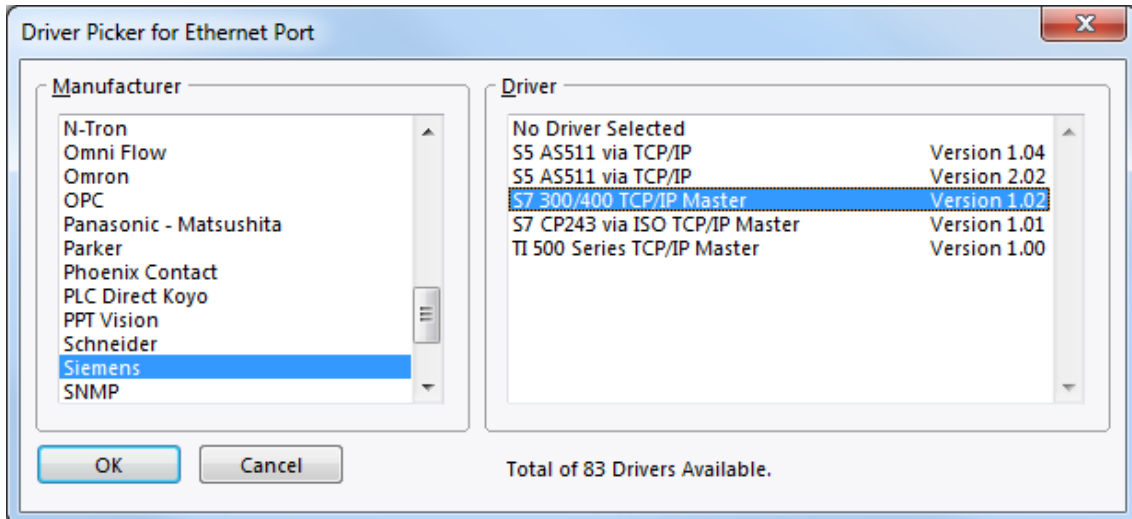 Driver Picker for Ethernet Port
Manufacturer
N-Tron
Omni Flow
Omron
OPC
Panasonic - Matsushita
Parker
Phoenix Contact
PLC Direct Koyo
PPT Vision
Schneider
Siemens
SNMP
Driver
No Driver Selected
S5 AS511 via TCP/IP Version 1.04
S5 AS511 via TCP/IP Version 2.02
S7 300/400 TCP/IP Master Version 1.02
S7 CP243 via ISO TCP/IP Master Version 1.01
TI 500 Series TCP/IP Master Version 1.00
OK
Cancel
Total of 83 Drivers Available.